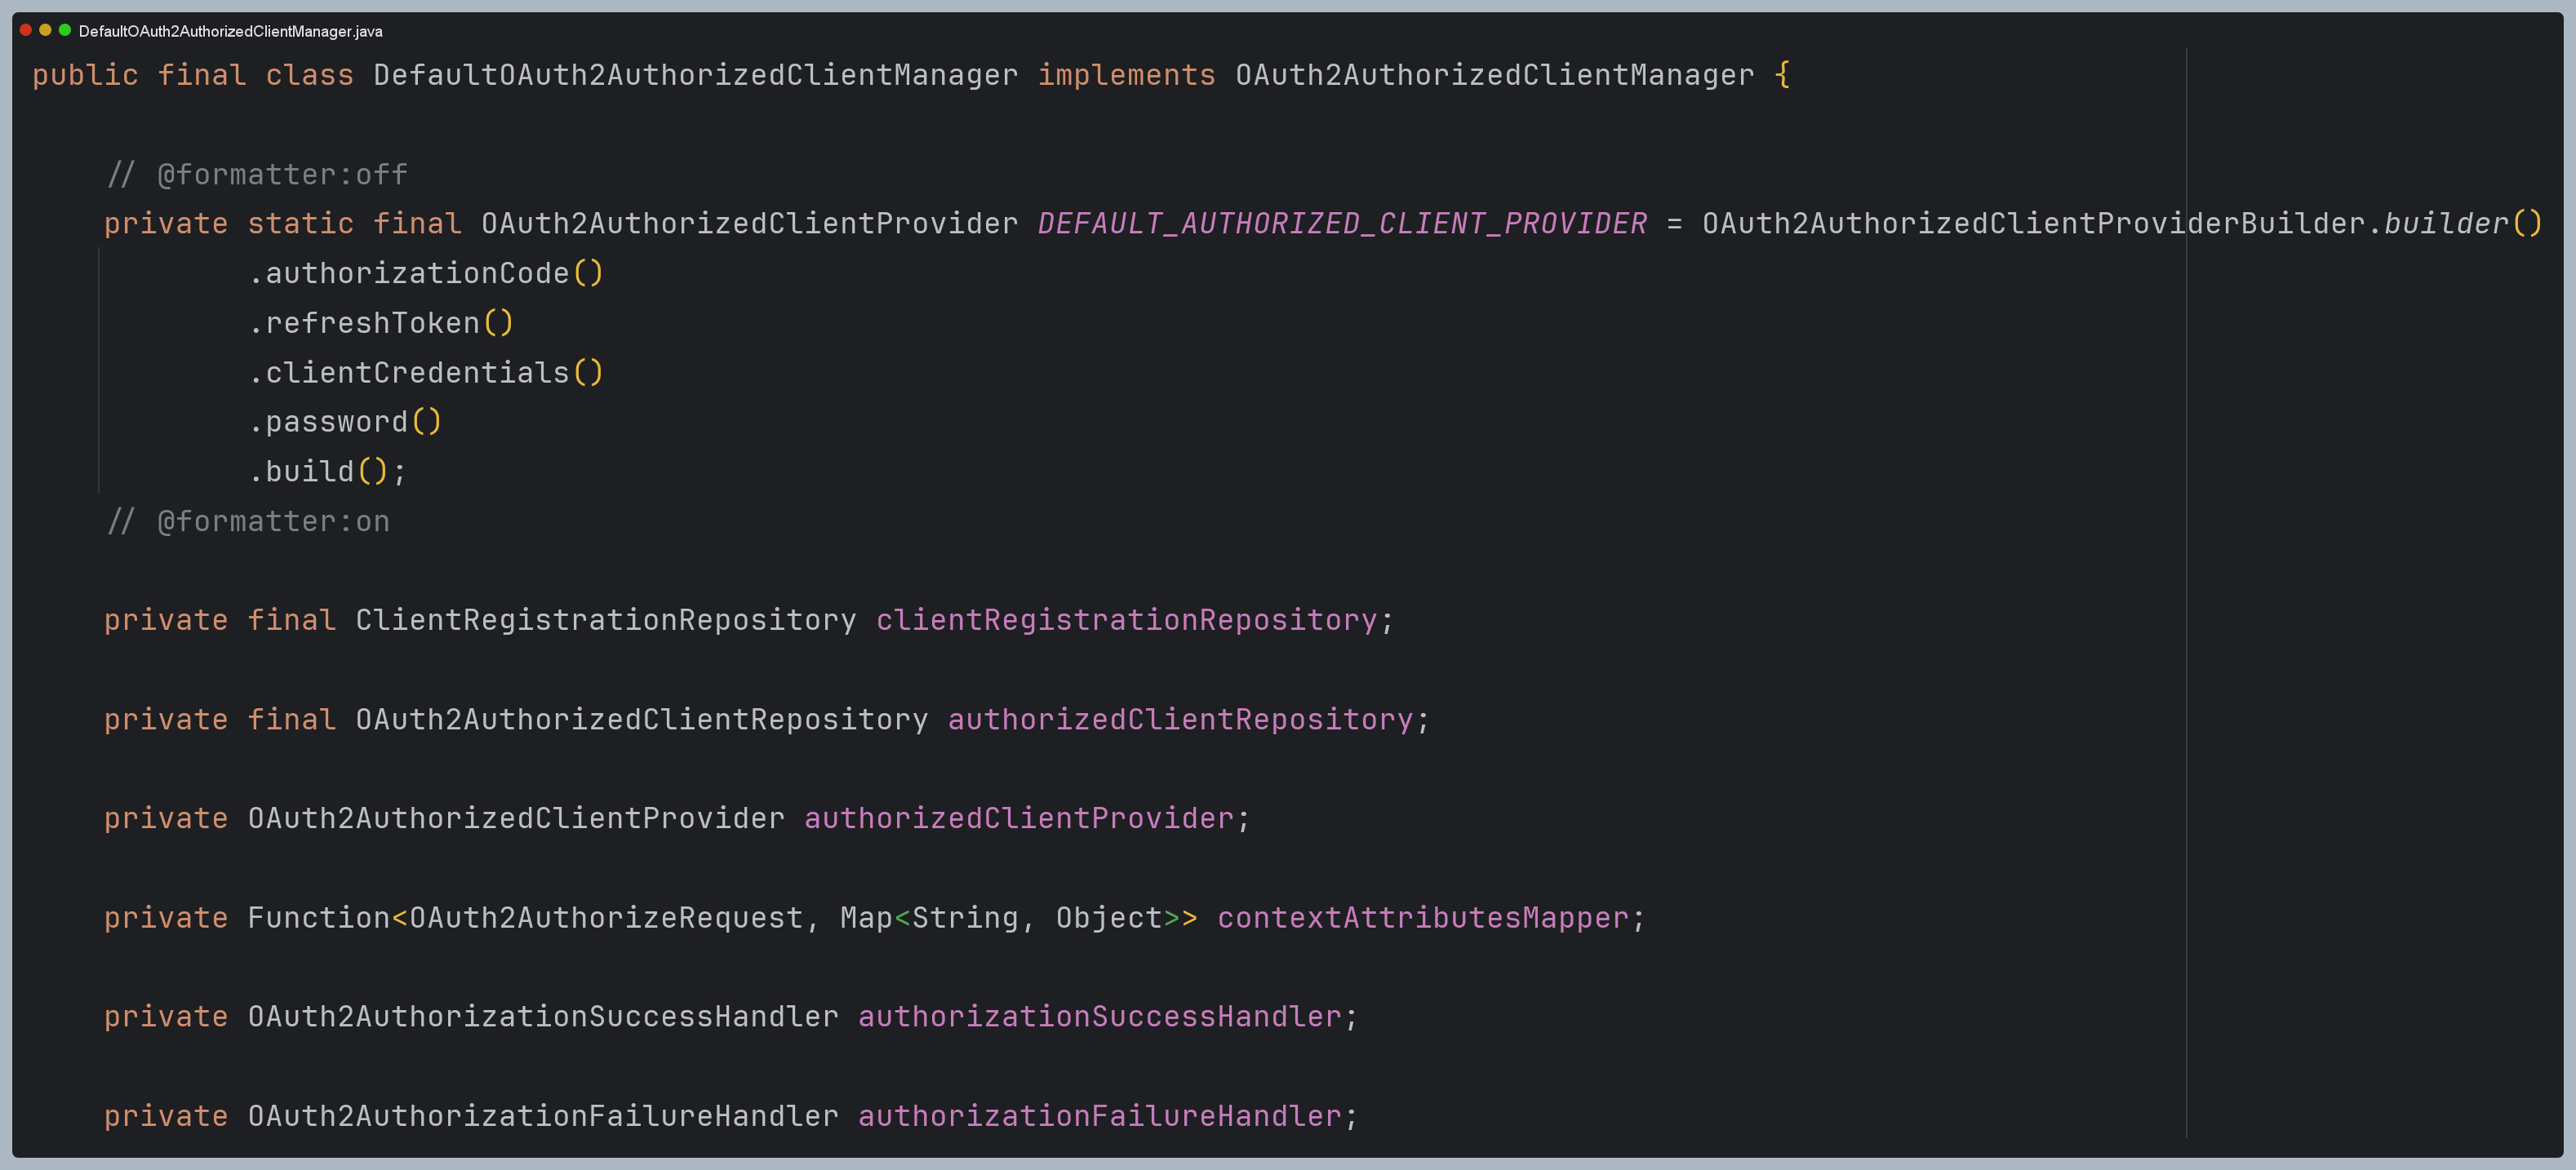 DefaultOAuth2AuthorizedClientManager.java
public final class DefaultOAuth2AuthorizedClientManager implements OAuth2AuthorizedClientManager {
// @formatter:off
private static final OAuth2AuthorizedClientProvider DEFAULT_AUTHORIZED_CLIENT_PROVIDER = OAuth2AuthorizedClientProviderBuilder.builder()
.authorizationCode()
.refreshToken()
.clientCredentials()
.password()
.build();
// @formatter:on
private final ClientRegistrationRepository clientRegistrationRepository;
private final OAuth2AuthorizedClientRepository authorizedClientRepository;
private OAuth2AuthorizedClientProvider authorizedClientProvider;
private Function<OAuth2AuthorizeRequest, Map<String, Object>> contextAttributesMapper;
private OAuth2AuthorizationSuccessHandler authorizationSuccessHandler;
private OAuth2AuthorizationFailureHandler authorizationFailureHandler;